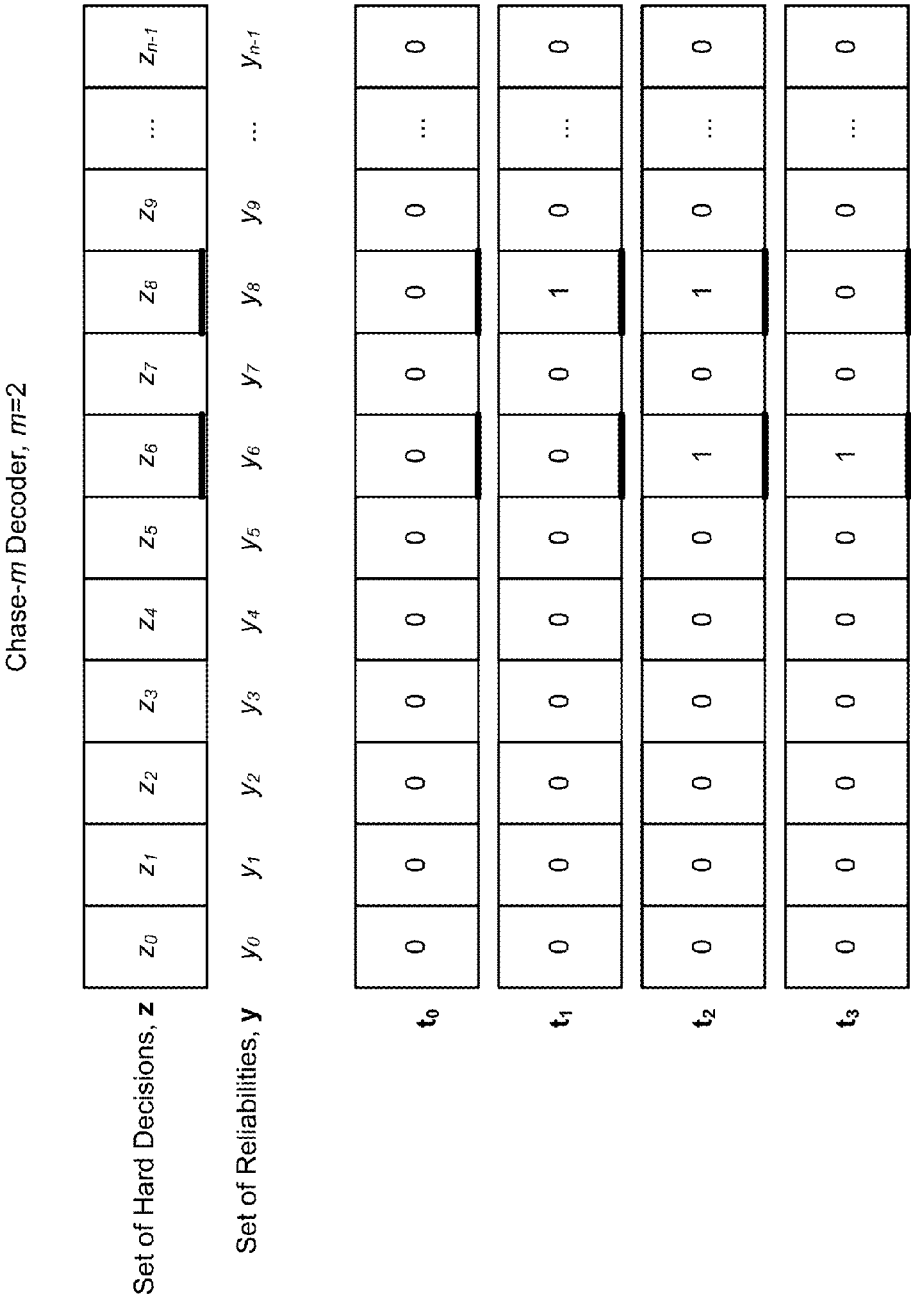 Chase-m Decoder, m=2
Set of Hard Decisions, z z0 z1 z2 z3 z4 z5 z6 z7 z8 z9 ... zn-1
Set of Reliabilities, y y0 y1 y2 y3 y4 y5 y6 y7 y8 y9 ... yn-1
t0 0 0 0 0 0 0 0 0 0 0 ... 0
t1 0 0 0 0 0 0 0 0 1 0 ... 0
t2 0 0 0 0 0 0 1 0 1 0 ... 0
t3 0 0 0 0 0 0 1 0 0 0 ... 0